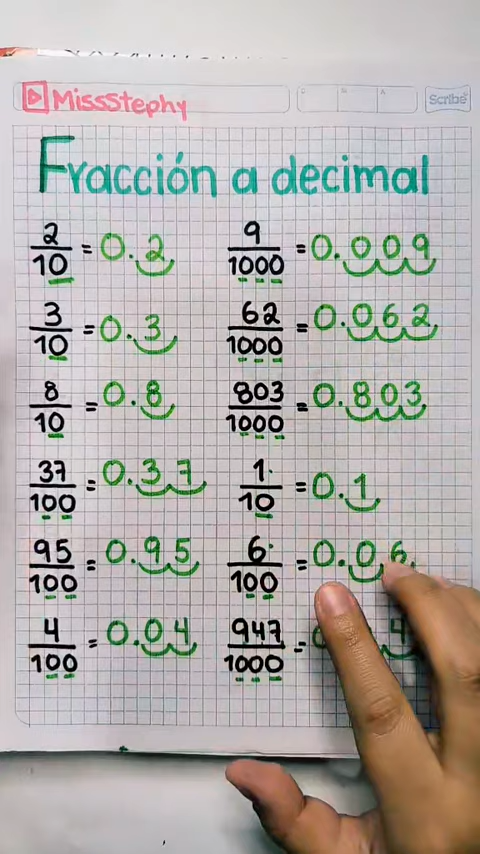 MissStephy
Scribe
Fracción a decimal
2/10 = 0.2
3/10 = 0.3
8/10 = 0.8
37/100 = 0.37
95/100 = 0.95
4/100 = 0.04
9/1000 = 0.009
62/1000 = 0.062
803/1000 = 0.803
1/10 = 0.1
6/100 = 0.06
947/1000 =